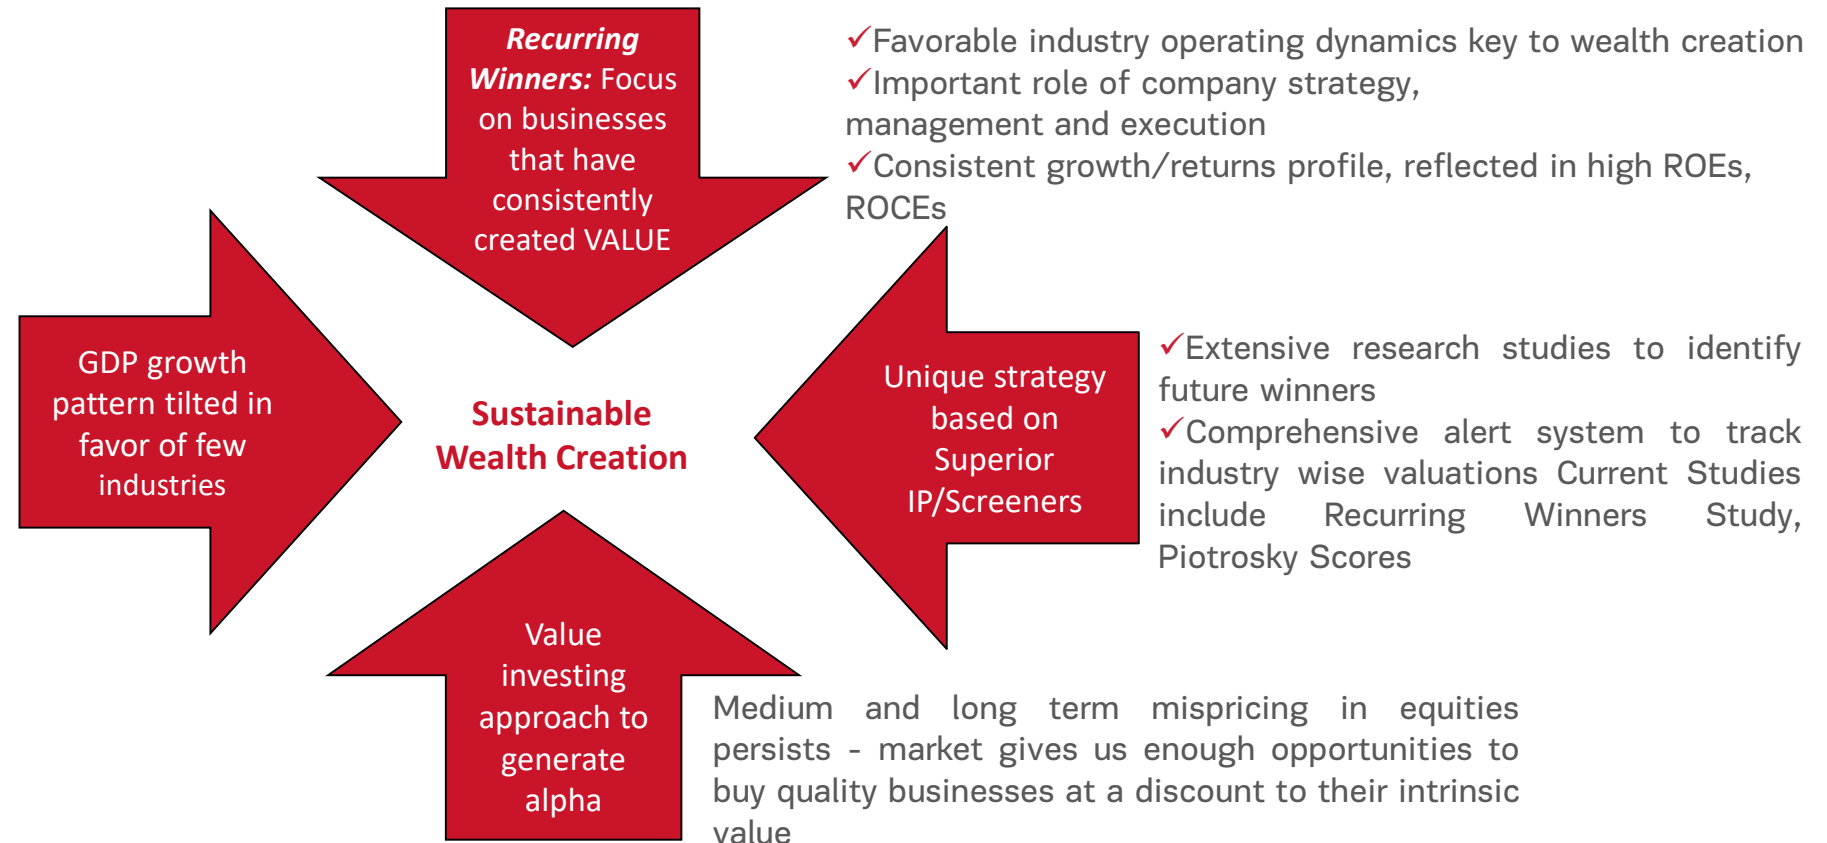 Recurring
Winners: Focus
on businesses
that have
consistently
created VALUE
✓Favorable industry operating dynamics key to wealth creation
✓Important role of company strategy,
management and execution
✓Consistent growth/returns profile, reflected in high ROEs,
ROCEs
GDP growth
pattern tilted in
favor of few
industries
Sustainable
Wealth Creation
Unique strategy
based on
Superior
IP/Screeners
✓Extensive research studies to identify
future winners
✓Comprehensive alert system to track
industry wise valuations Current Studies
include Recurring Winners Study,
Piotrosky Scores
Value
investing
approach to
generate
alpha
Medium and long term mispricing in equities
persists - market gives us enough opportunities to
buy quality businesses at a discount to their intrinsic
value